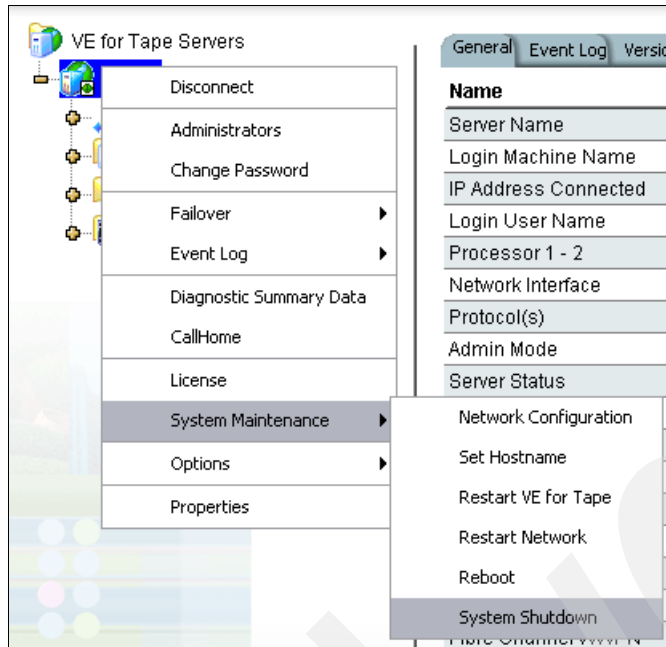 VE for Tape Servers
Disconnect
Administrators
Change Password
Failover
Event Log
Diagnostic Summary Data
CallHome
License
System Maintenance
Options
Properties
General Event Log
Name
Server Name
Login Machine Name
IP Address Connected
Login User Name
Processor 1 - 2
Network Interface
Protocol(s)
Admin Mode
Server Status
Network Configuration
Set Hostname
Restart VE for Tape
Restart Network
Reboot
System Shutdown